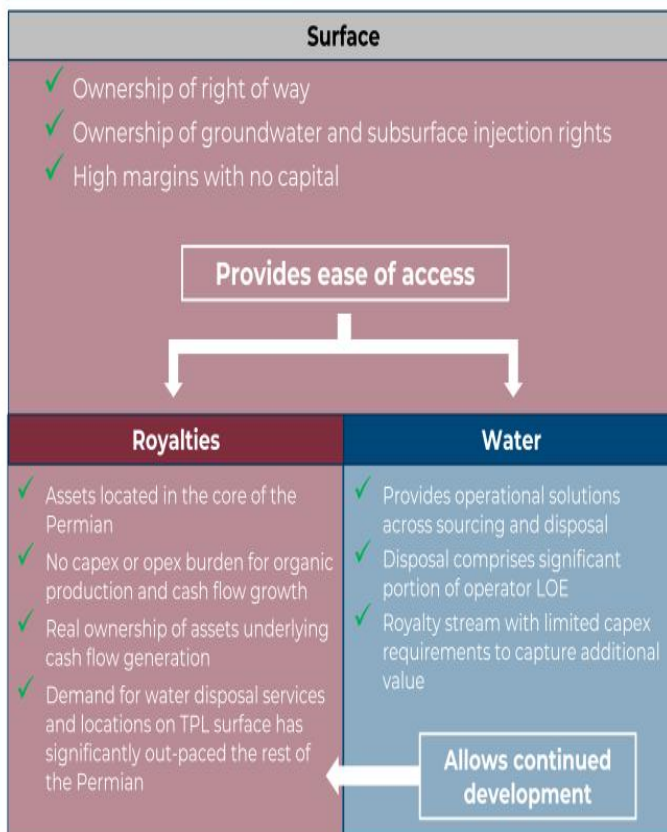 Surface
✓ Ownership of right of way
✓ Ownership of groundwater and subsurface injection rights
✓ High margins with no capital
Provides ease of access
Royalties
✓ Assets located in the core of the
Permian
✓ No capex or opex burden for organic
production and cash flow growth
✓ Real ownership of assets underlying
cash flow generation
✓ Demand for water disposal services
and locations on TPL surface has
significantly out-paced the rest of
the Permian
Water
✓ Provides operational solutions
across sourcing and disposal
✓ Disposal comprises significant
portion of operator LOE
✓ Royalty stream with limited capex
requirements to capture additional
value
Allows continued
development